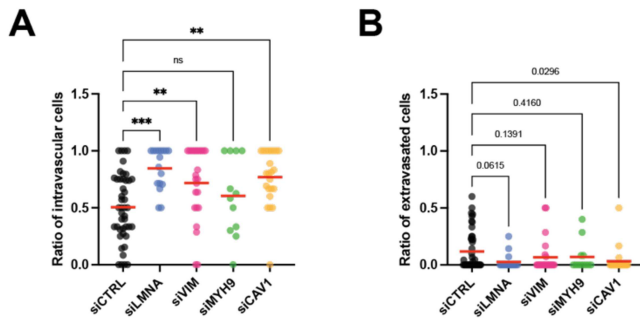 A
**
ns
**
***
Ratio of intravascular cells
1.5
1.0
0.5
0.0
siCTRL
siLMNA
siVIM
siMYH9
siCAV1
B
0.0296
0.4160
0.1391
0.0615
Ratio of extravasated cells
1.5
1.0
0.5
0.0
siCTRL
siLMNA
siVIM
siMYH9
siCAV1